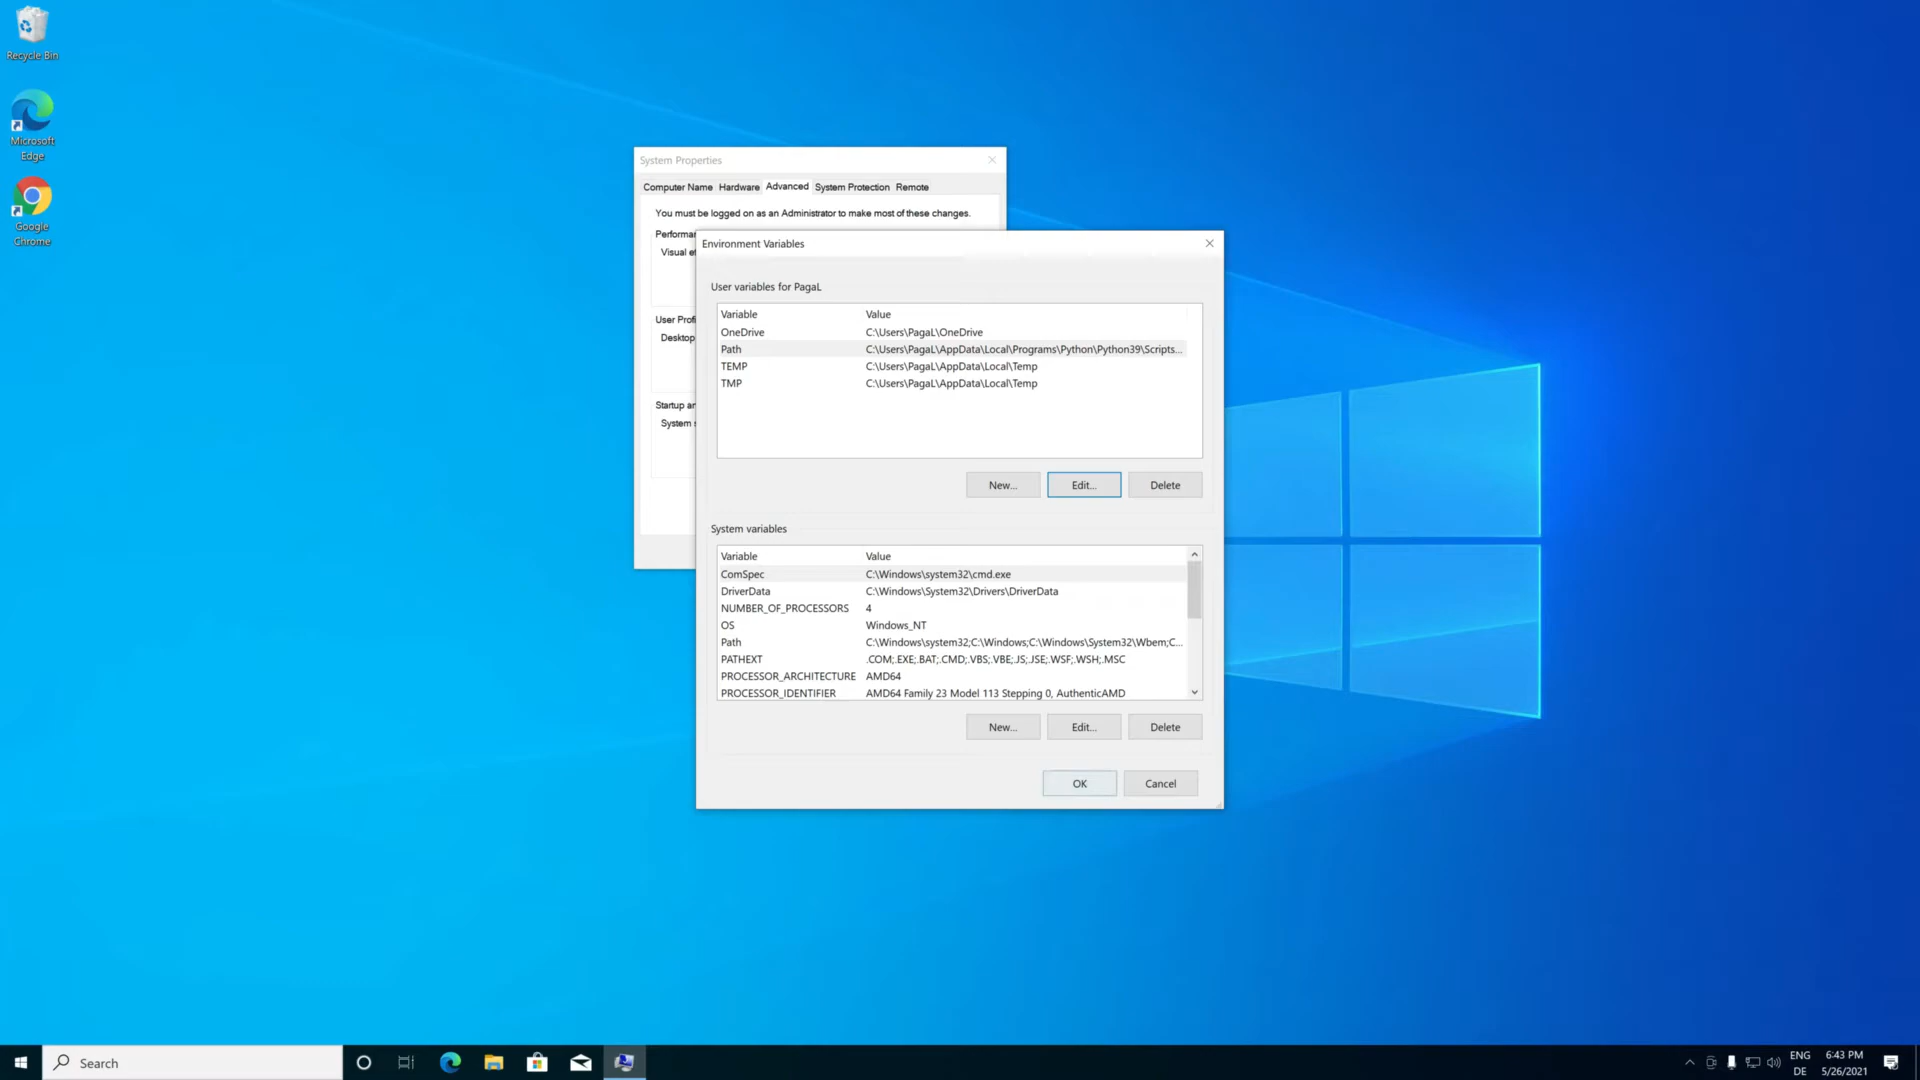 Recycle Bin
Microsoft
Edge
Google
Chrome
System Properties
Computer Name Hardware Advanced System Protection Remote
You must be logged on as an Administrator to make most of these changes.
Performan
Visual ef
User Profi
Desktop
Startup an
System s
Environment Variables
User variables for PagaL
Variable Value
OneDrive C:\Users\PagaL\OneDrive
Path C:\Users\PagaL\AppData\Local\Programs\Python\Python39\Scripts...
TEMP C:\Users\PagaL\AppData\Local\Temp
TMP C:\Users\PagaL\AppData\Local\Temp
New... Edit... Delete
System variables
Variable Value
ComSpec C:\Windows\system32\cmd.exe
DriverData C:\Windows\System32\Drivers\DriverData
NUMBER_OF_PROCESSORS 4
OS Windows_NT
Path C:\Windows\system32;C:\Windows;C:\Windows\System32\Wbem;C...
PATHEXT .COM;.EXE;.BAT;.CMD;.VBS;.VBE;.JS;.JSE;.WSF;.WSH;.MSC
PROCESSOR_ARCHITECTURE AMD64
PROCESSOR_IDENTIFIER AMD64 Family 23 Model 113 Stepping 0, AuthenticAMD
New... Edit... Delete
OK Cancel
Search
ENG 6:43 PM
DE 5/26/2021